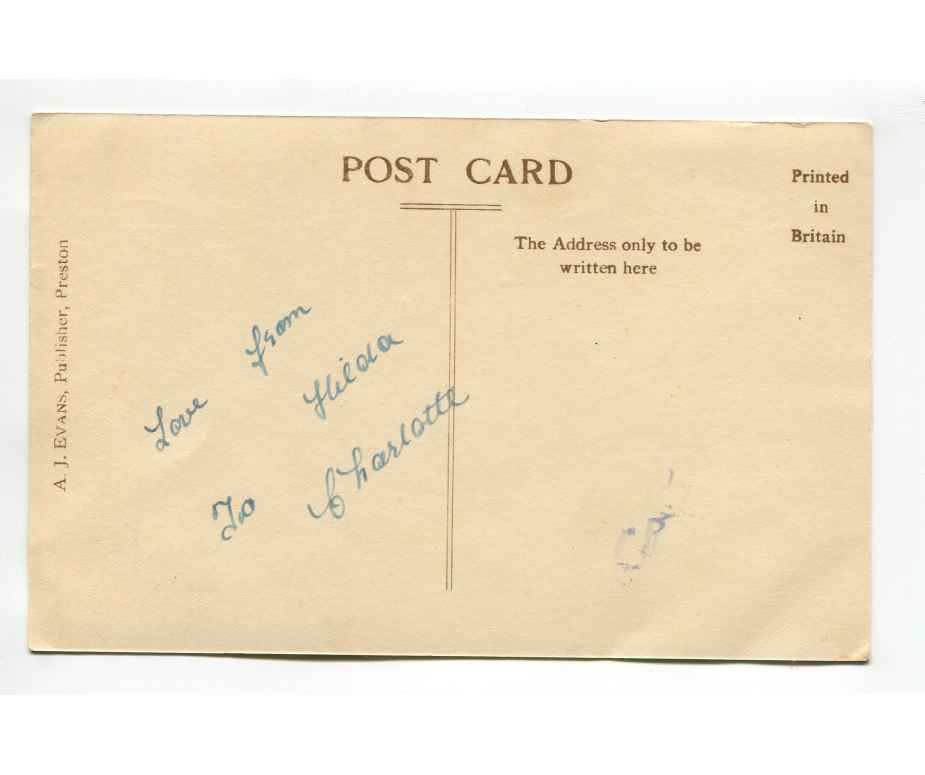 POST CARD
Printed
in
Britain
The Address only to be
written here
A. J. EVANS, Publisher, Preston
Love from
Hilda
To Charlotte